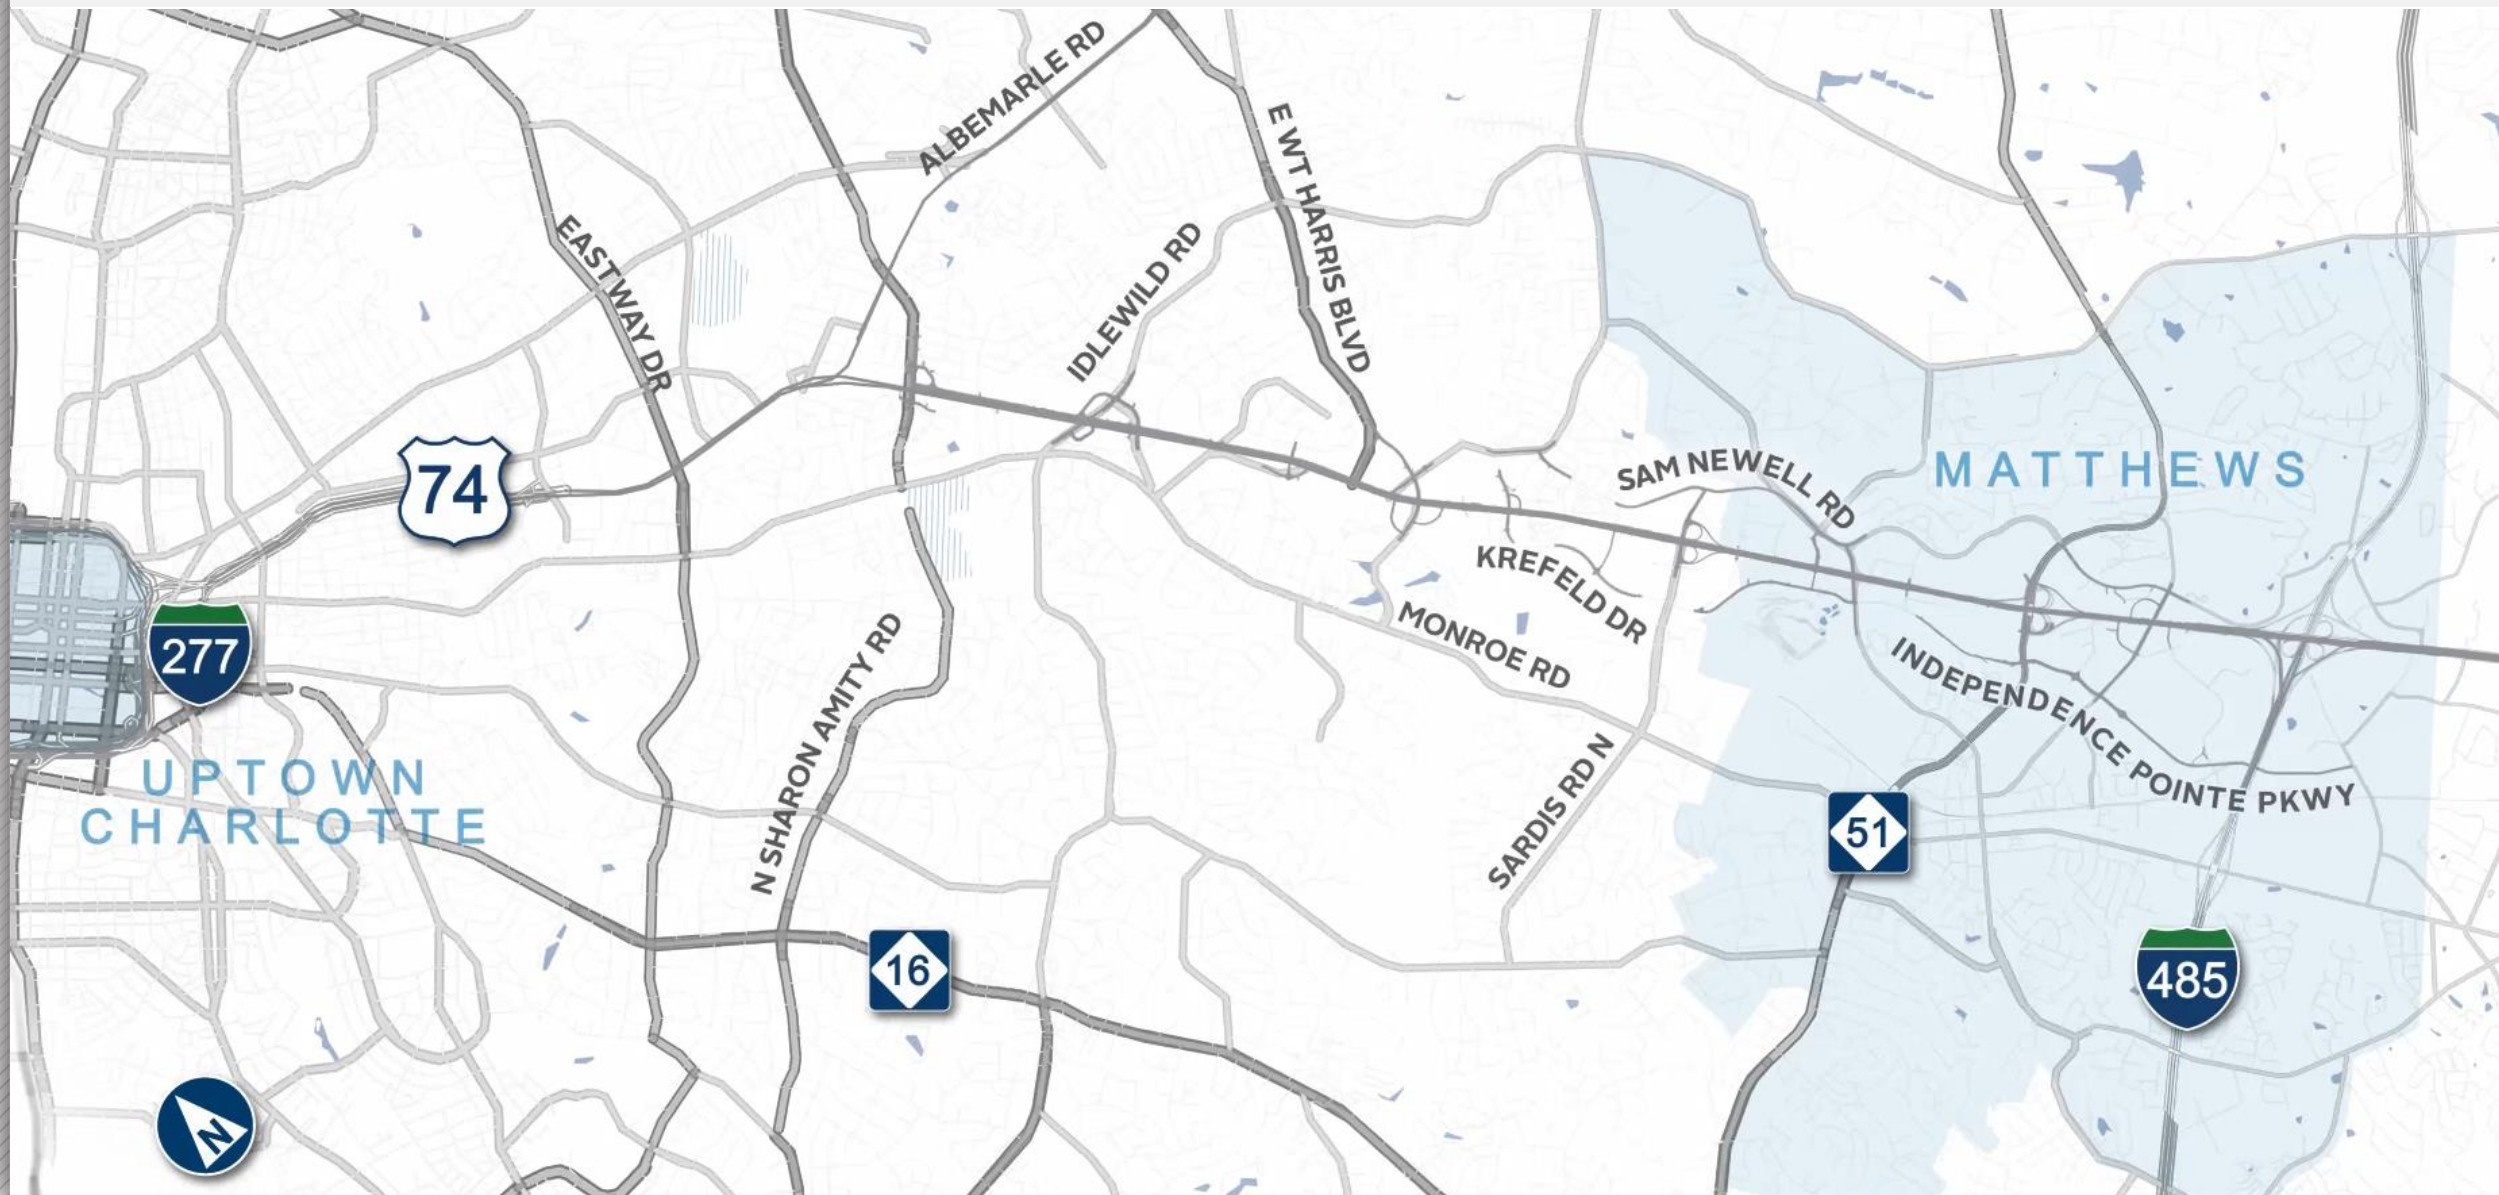 ALBEMARLE RD
E WT HARRIS BLVD
EASTWAY DR
IDLEWILD RD
74
SAM NEWELL RD
MATTHEWS
KREFELD DR
277
MONROE RD
INDEPENDENCE POINTE PKWY
N SHARON AMITY RD
UPTOWN
CHARLOTTE
SARDIS RD N
51
16
485
N